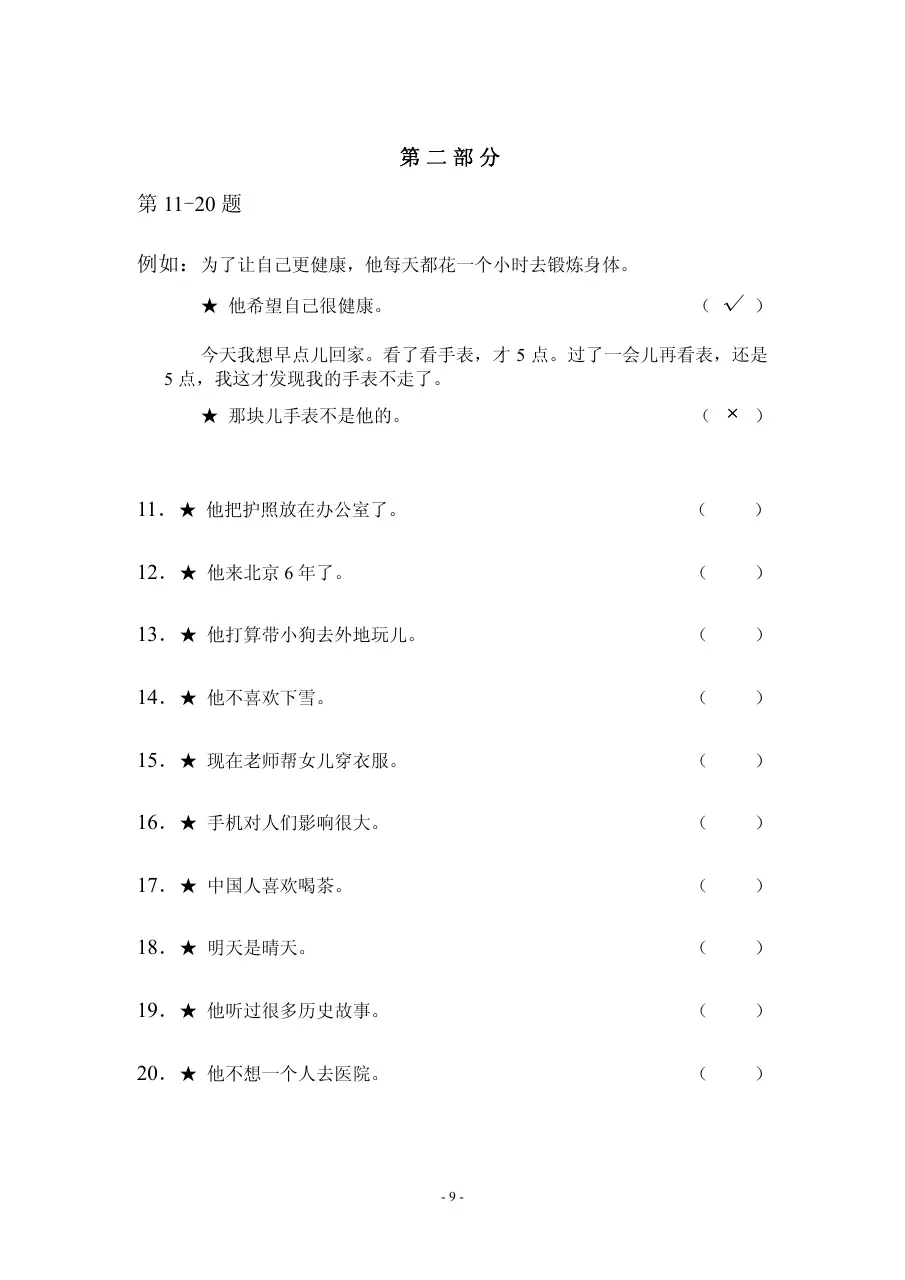 第二部分
第 11-20 题
例如：为了让自己更健康，他每天都花一个小时去锻炼身体。
★ 他希望自己很健康。 （ √ ）
今天我想早点儿回家。看了看手表，才 5 点。过了一会儿再看表，还是
5 点，我这才发现我的手表不走了。
★ 那块儿手表不是他的。 （ × ）
11．★ 他把护照放在办公室了。 （ ）
12．★ 他来北京 6 年了。 （ ）
13．★ 他打算带小狗去外地玩儿。 （ ）
14．★ 他不喜欢下雪。 （ ）
15．★ 现在老师帮女儿穿衣服。 （ ）
16．★ 手机对人们影响很大。 （ ）
17．★ 中国人喜欢喝茶。 （ ）
18．★ 明天是晴天。 （ ）
19．★ 他听过很多历史故事。 （ ）
20．★ 他不想一个人去医院。 （ ）
- 9 -